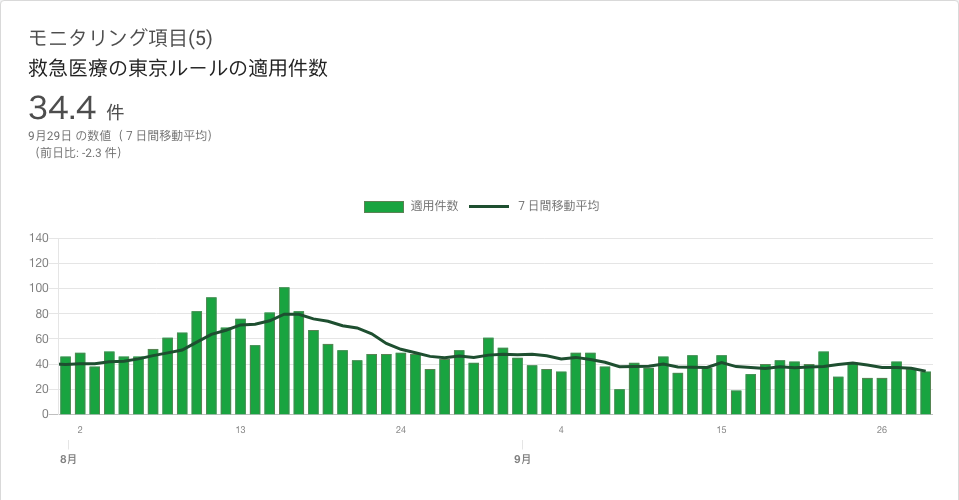 モニタリング項目(5)
救急医療の東京ルールの適用件数
34.4 件
9月29日 の数値（７日間移動平均）
（前日比: -2.3 件）
適用件数 ７日間移動平均
140
120
100
80
60
40
20
0
2 13 24 4 15 26
8月 9月